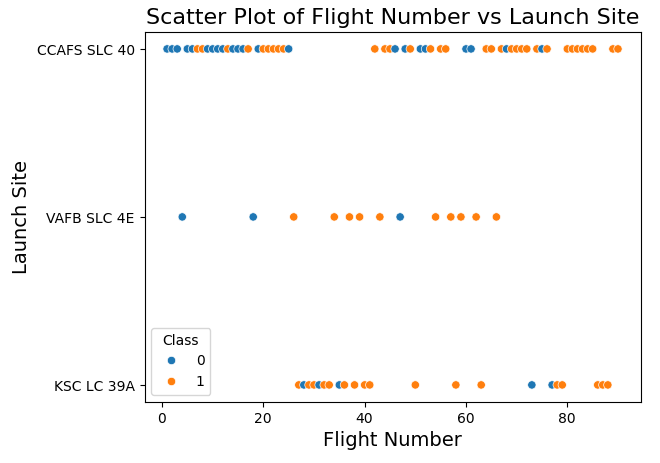 Scatter Plot of Flight Number vs Launch Site
CCAFS SLC 40
VAFB SLC 4E
KSC LC 39A
Launch Site
Class
0
1
0
20
40
60
80
Flight Number